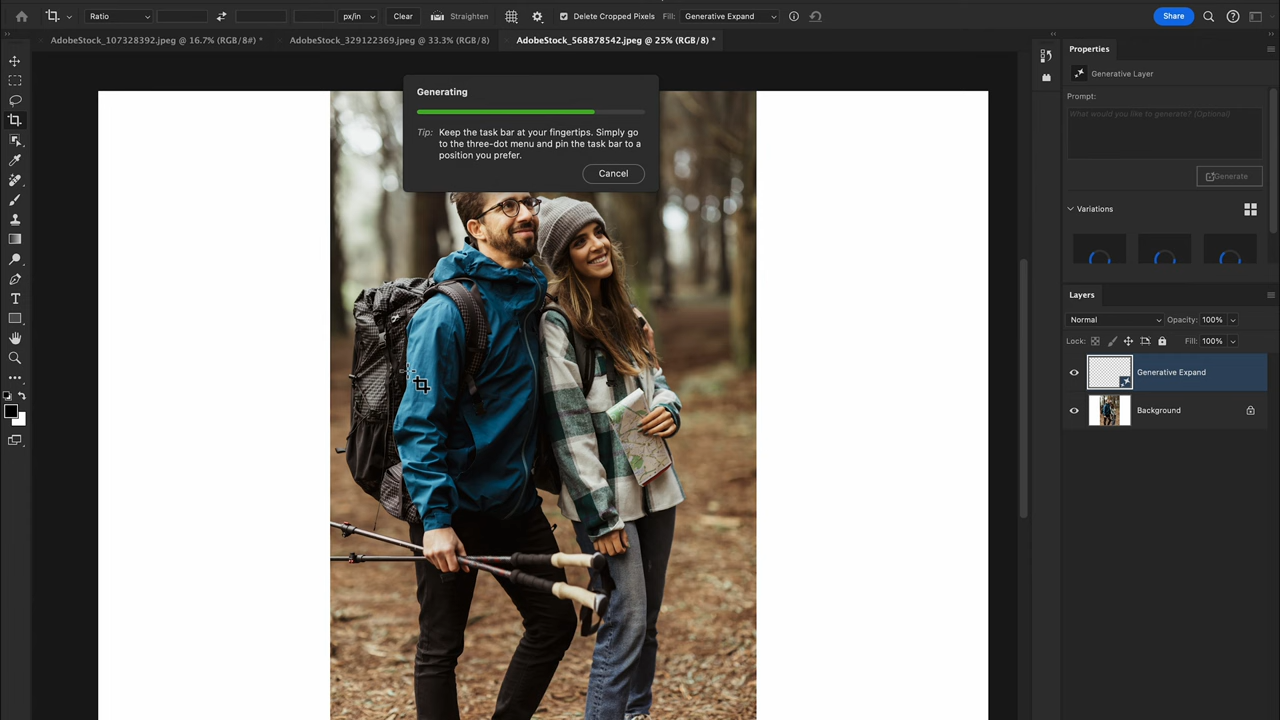 Ratio
px/in
Clear
Straighten
Delete Cropped Pixels
Fill:
Generative Expand
Share
AdobeStock_107328392.jpeg @ 16.7% (RGB/8#) *
AdobeStock_329122369.jpeg @ 33.3% (RGB/8)
AdobeStock_568878542.jpeg @ 25% (RGB/8) *
Generating
Tip: Keep the task bar at your fingertips. Simply go
to the three-dot menu and pin the task bar to a
position you prefer.
Cancel
Properties
Generative Layer
Prompt:
What would you like to generate? (Optional)
Generate
Variations
Layers
Normal
Opacity: 100%
Lock:
Fill: 100%
Generative Expand
Background